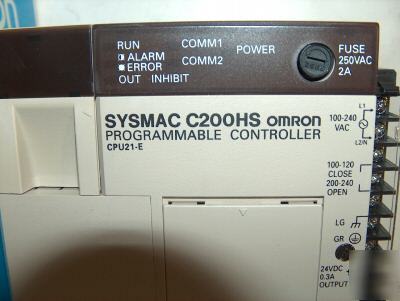 RUN COMM1 POWER FUSE
ALARM COMM2 250VAC
ERROR 2A
OUT INHIBIT
SYSMAC C200HS omron
PROGRAMMABLE CONTROLLER
CPU21-E
L1
100-240
VAC
L2/N
100-120
CLOSE
200-240
OPEN
LG
GR
24VDC +
0.3A
OUTPUT